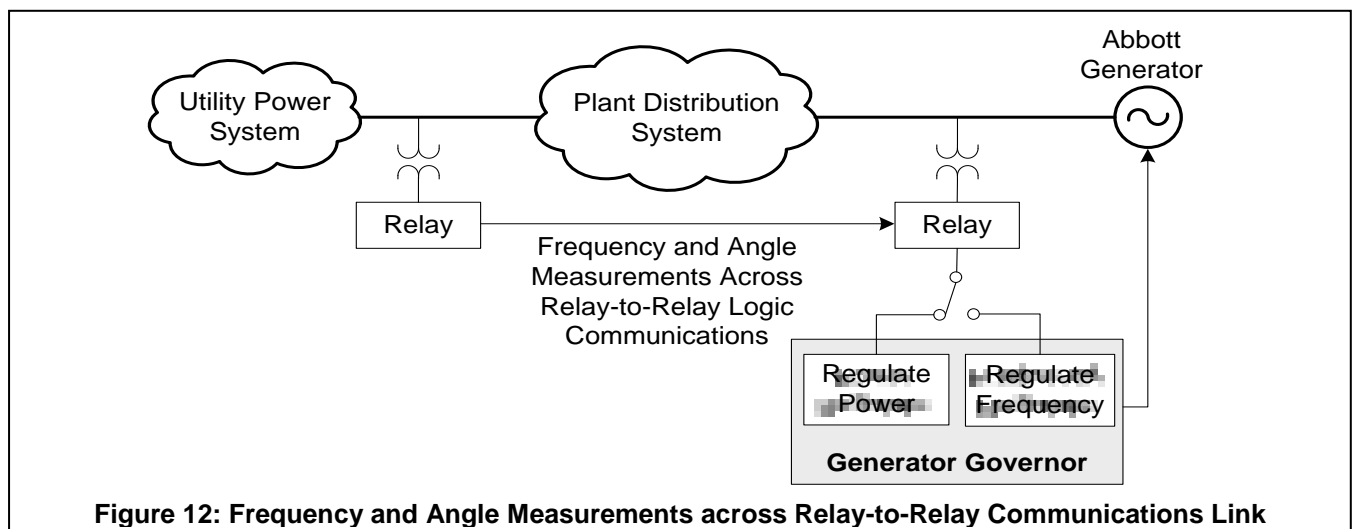 Abbott
Generator
Utility Power
System
Plant Distribution
System
Relay
Relay
Frequency and Angle
Measurements Across
Relay-to-Relay Logic
Communications
Regulate
Power
Regulate
Frequency
Generator Governor
Figure 12: Frequency and Angle Measurements across Relay-to-Relay Communications Link